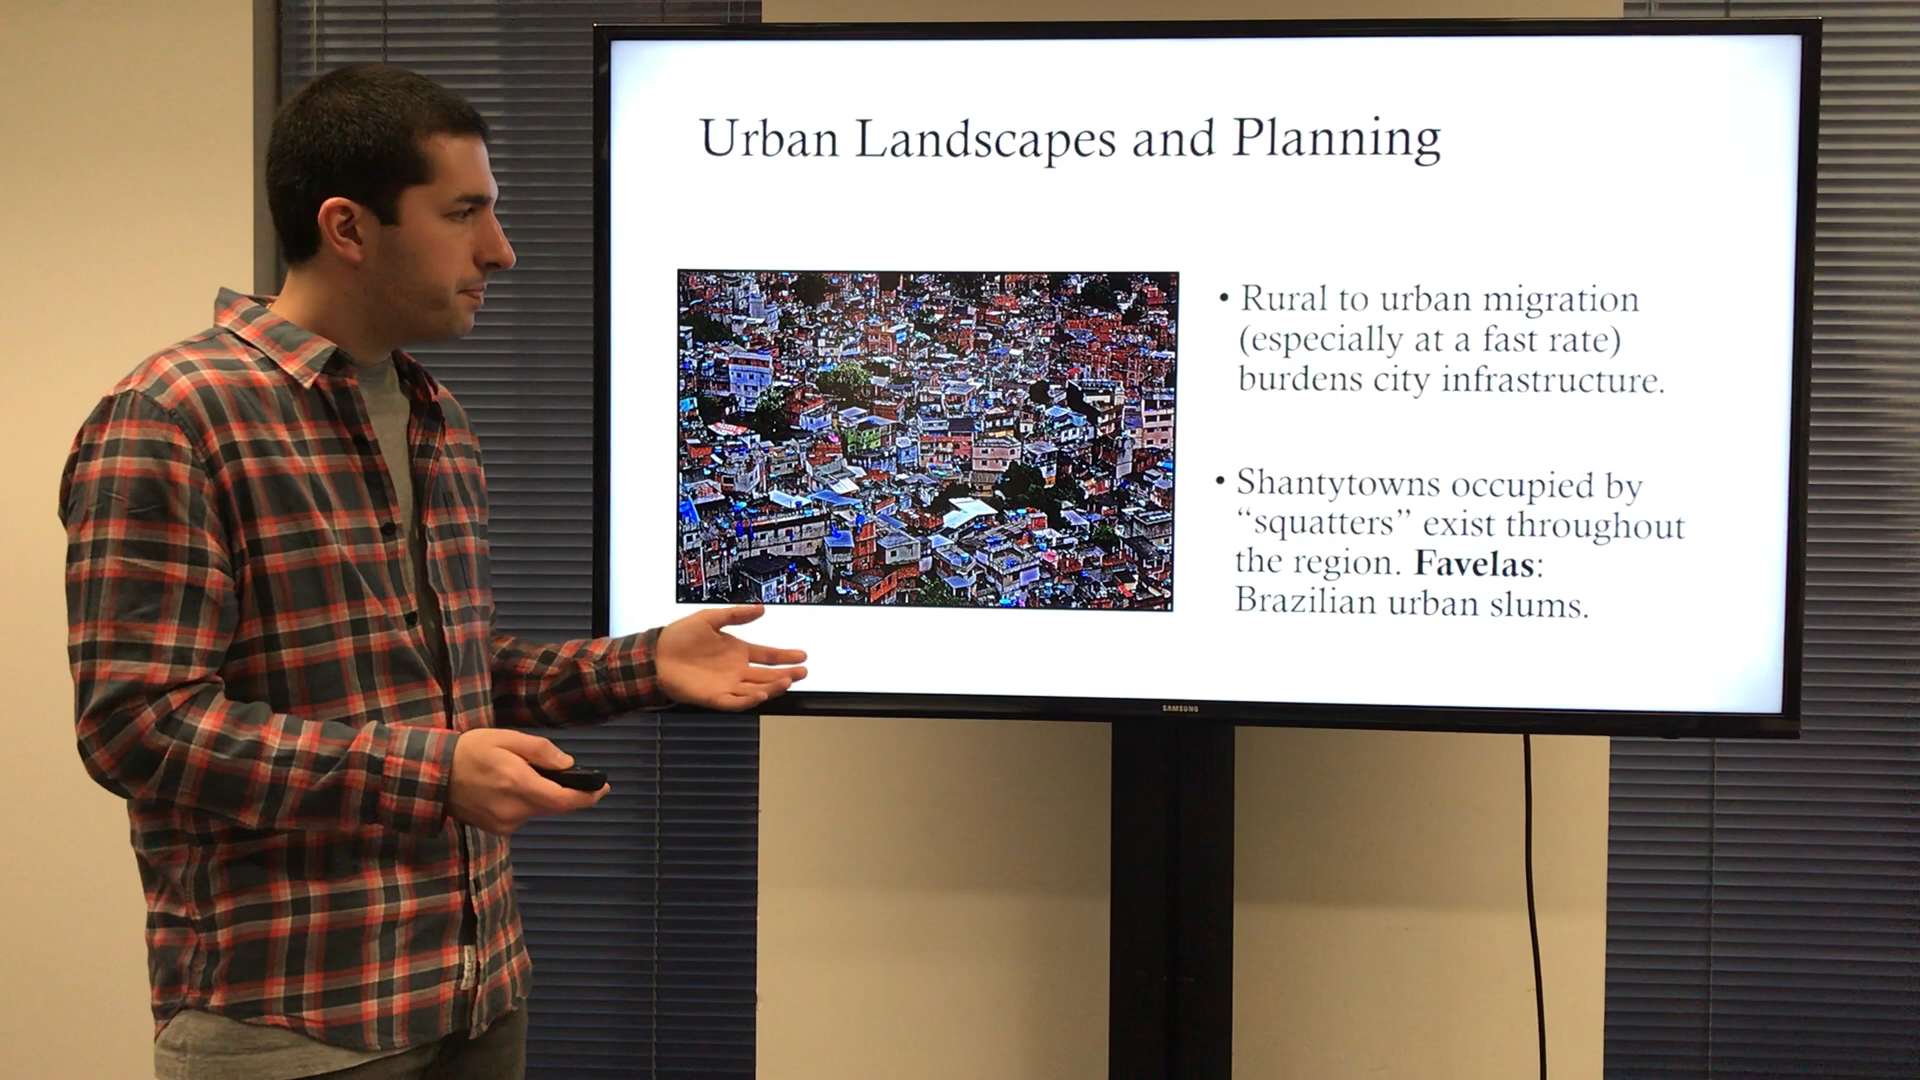 Urban Landscapes and Planning
• Rural to urban migration
(especially at a fast rate)
burdens city infrastructure.
• Shantytowns occupied by
“squatters” exist throughout
the region. Favelas:
Brazilian urban slums.
SAMSUNG